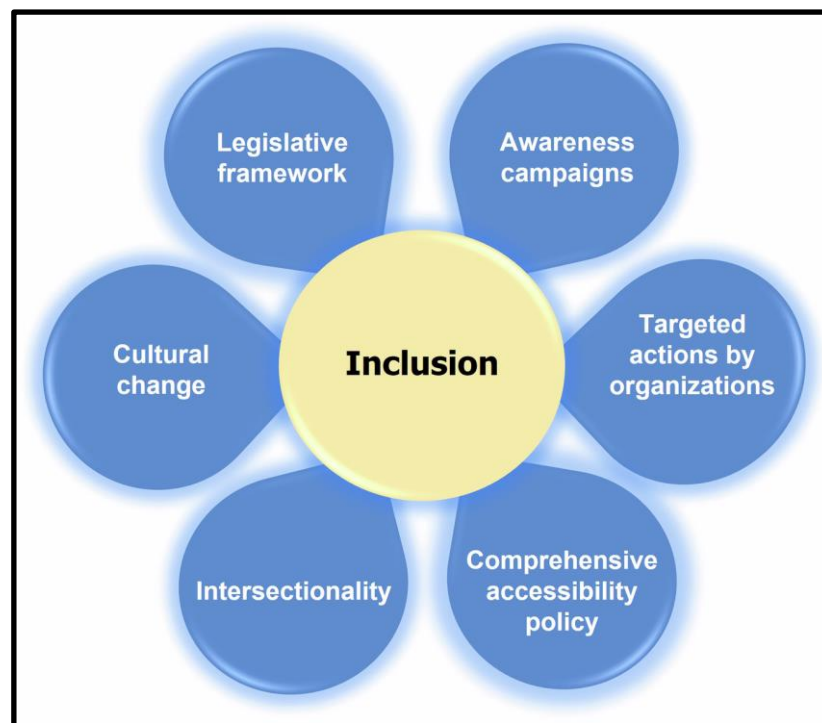 Legislative
framework
Awareness
campaigns
Cultural
change
Inclusion
Targeted
actions by
organizations
Intersectionality
Comprehensive
accessibility
policy